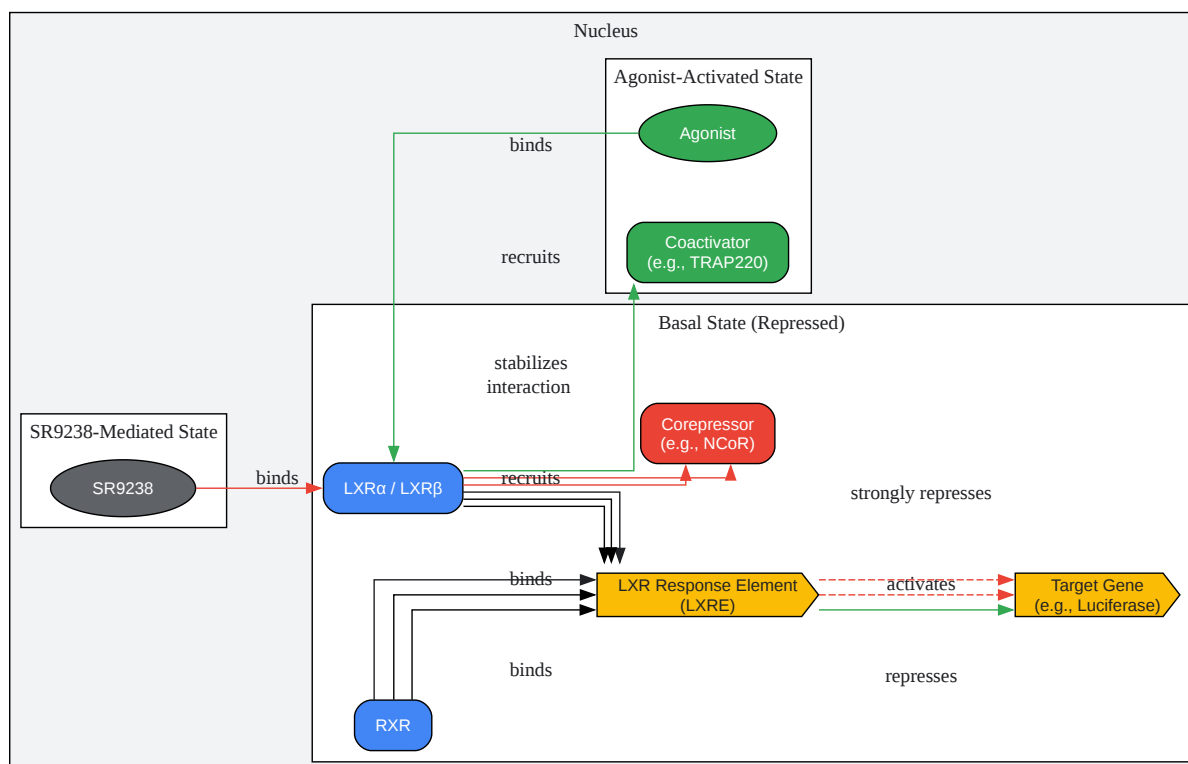 Nucleus
Agonist-Activated State
Agonist
binds
Coactivator
(e.g., TRAP220)
recruits
Basal State (Repressed)
stabilizes
interaction
Corepressor
(e.g., NCoR)
SR9238-Mediated State
SR9238
binds
LXRα / LXRβ
recruits
strongly represses
binds
LXR Response Element
(LXRE)
activates
Target Gene
(e.g., Luciferase)
binds
represses
RXR